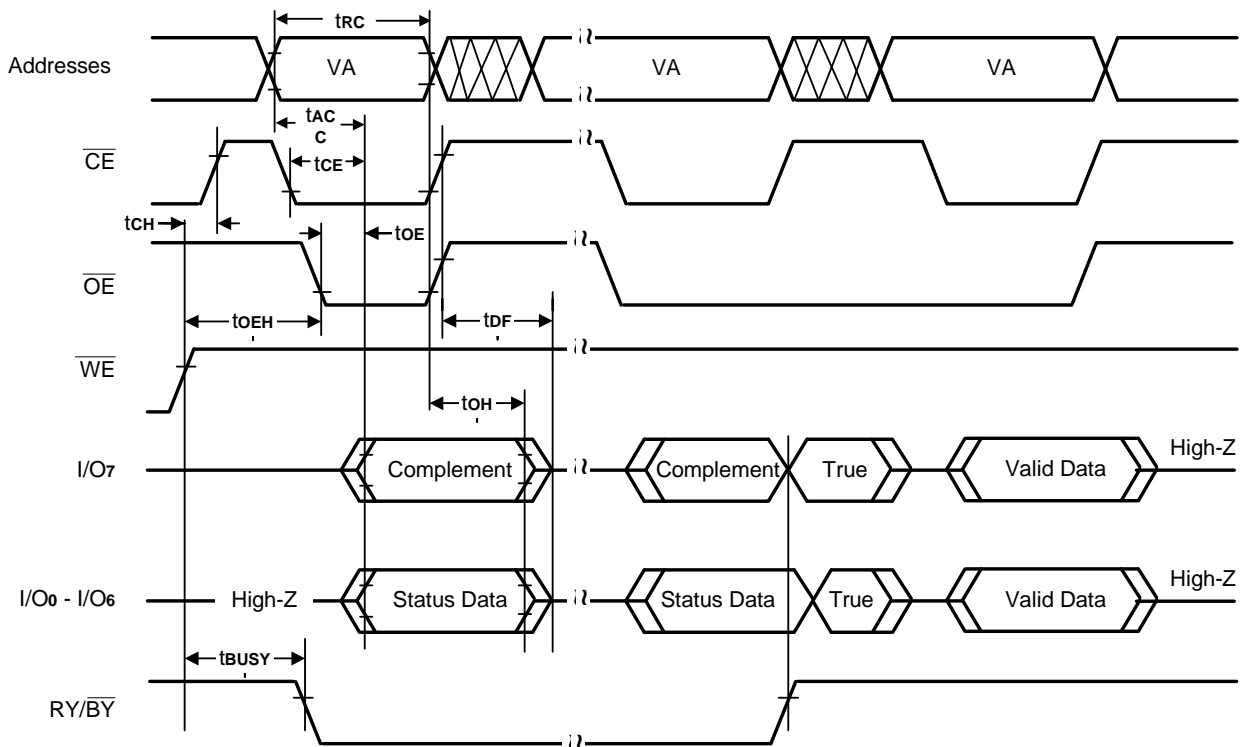 tRC
Addresses
VA
VA
VA
tAC
C
CE
tCE
tCH
tOE
OE
tOEH
tDF
WE
tOH
I/O7
Complement
Complement
True
Valid Data
High-Z
I/O0 - I/O6
High-Z
Status Data
Status Data
True
Valid Data
High-Z
tBUSY
RY/BY